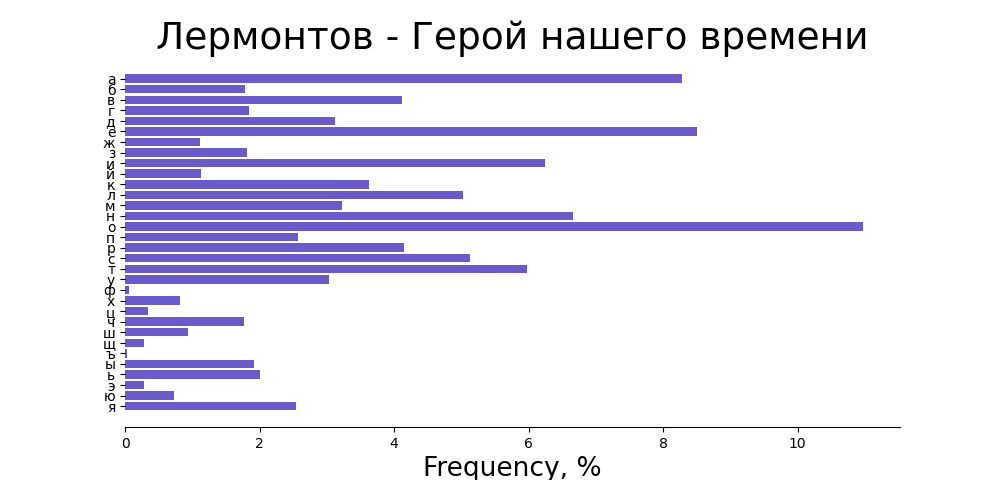 Лермонтов - Герой нашего времени
а
б
в
г
д
е
ж
з
и
й
к
л
м
н
о
п
р
с
т
у
ф
х
ц
ч
ш
щ
ъ
ы
ь
э
ю
я
0 2 4 6 8 10
Frequency, %